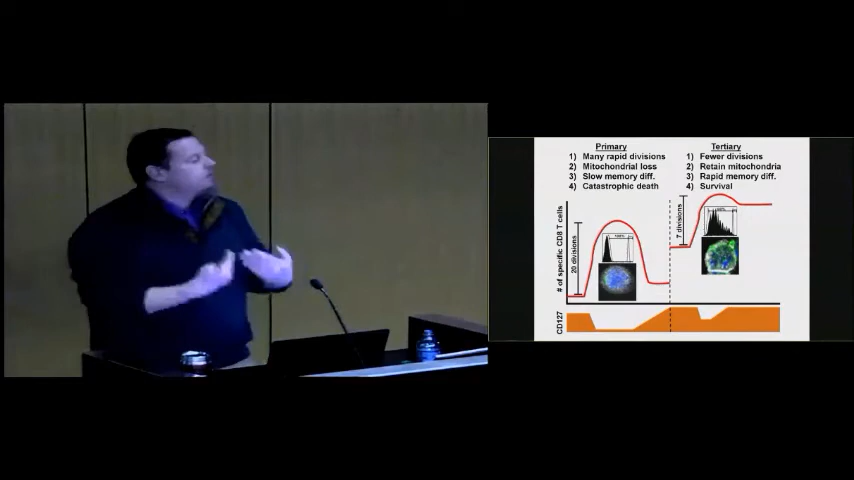 Primary
1) Many rapid divisions
2) Mitochondrial loss
3) Slow memory diff.
4) Catastrophic death
Tertiary
1) Fewer divisions
2) Retain mitochondria
3) Rapid memory diff.
4) Survival
# of specific CD8 T cells
20 divisions
7 divisions
CD127